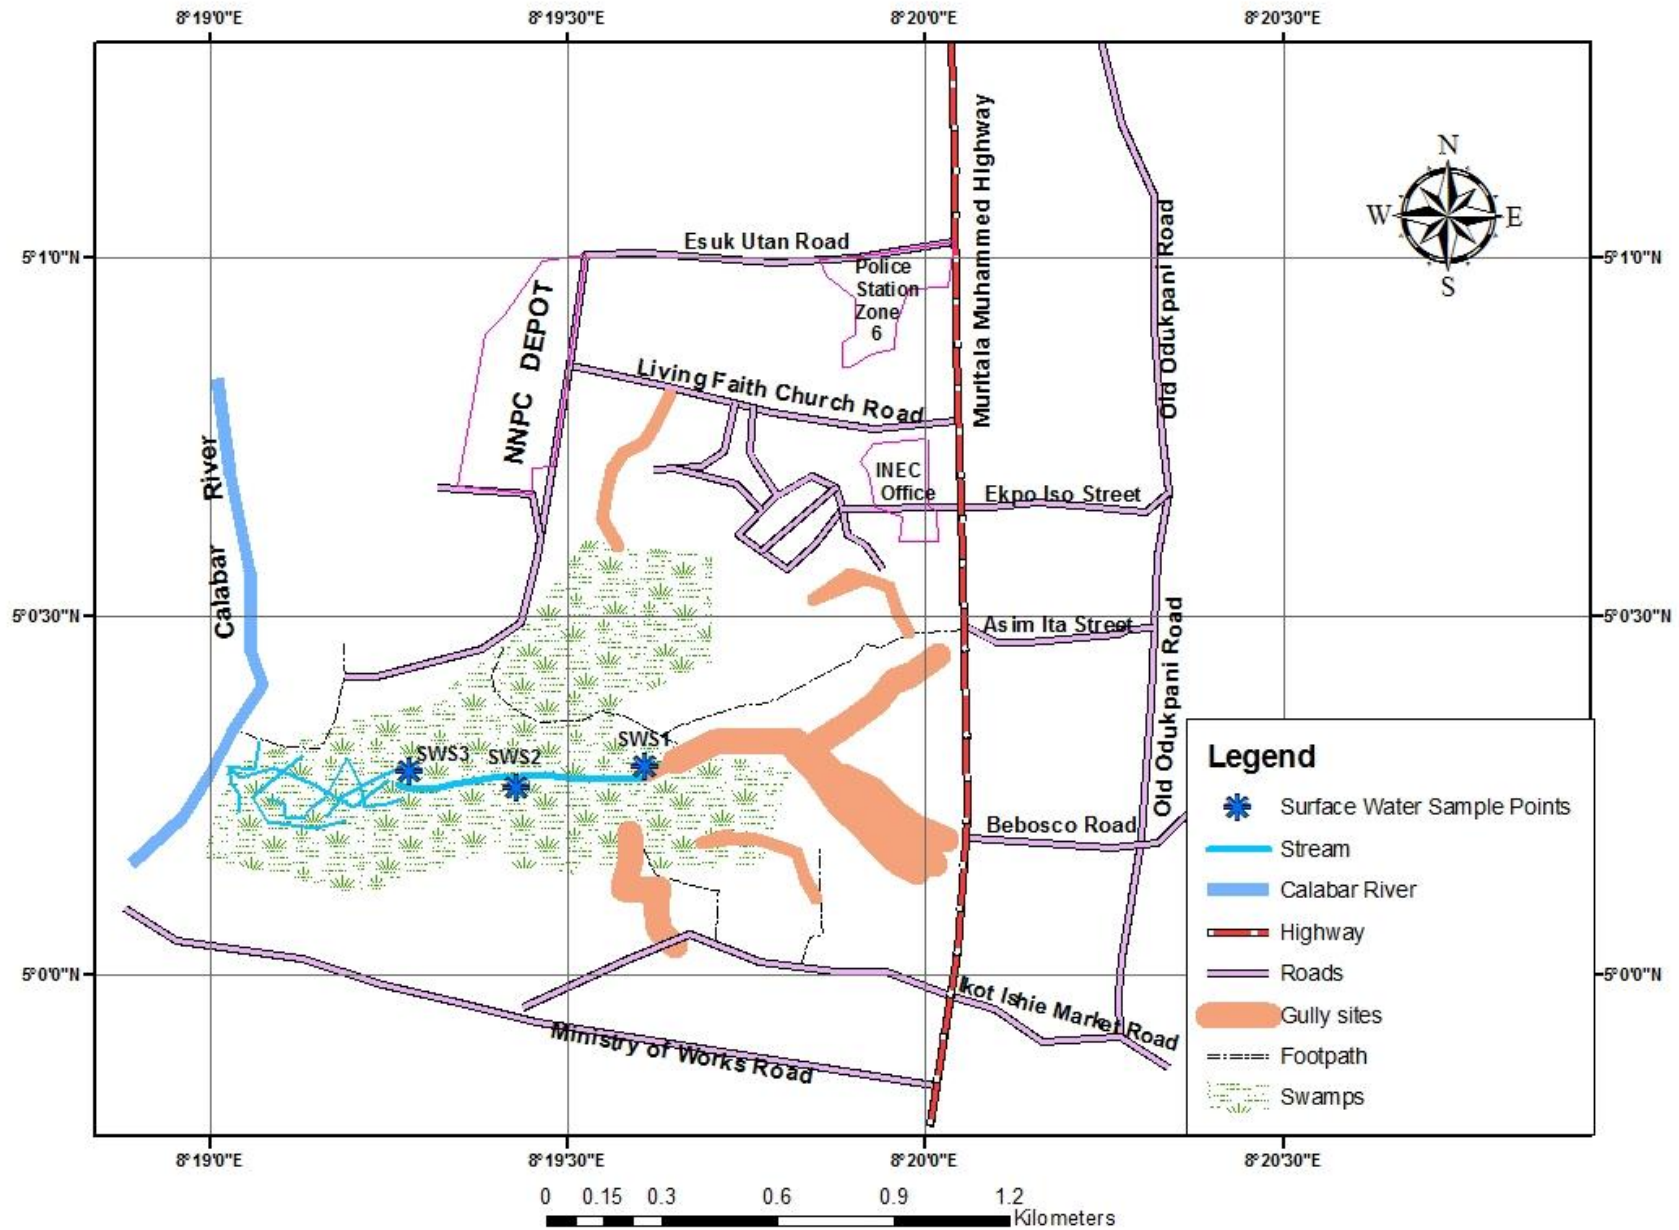 8°19'0"E 8°19'30"E 8°20'0"E 8°20'30"E
N
W E
S
5°1'0"N 5°1'0"N
Esuk Utan Road
Police
Station
Zone
6
Muritala Muhammed Highway
Old Odukpani Road
NNPC DEPOT
Living Faith Church Road
INEC
Office
Ekpo Iso Street
Calabar River
5°0'30"N 5°0'30"N
Asim Ita Street
Old Odukpani Road
SWS1
SWS3 SWS2
Bebosco Road
5°0'0"N 5°0'0"N
Ikot Ishie Market Road
Ministry of Works Road
Legend
Surface Water Sample Points
Stream
Calabar River
Highway
Roads
Gully sites
Footpath
Swamps
8°19'0"E 8°19'30"E 8°20'0"E 8°20'30"E
0 0.15 0.3 0.6 0.9 1.2
Kilometers